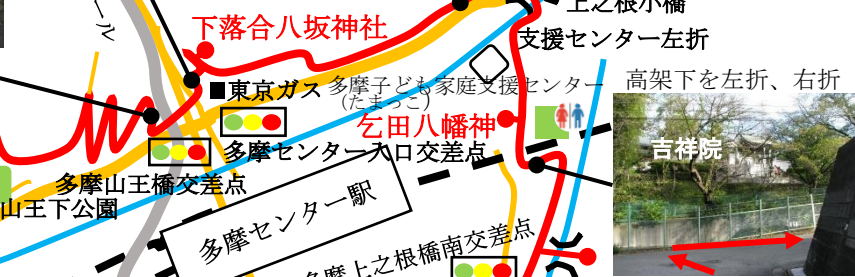 上之根小橋
ール
下落合八坂神社
支援センター左折
高架下を左折、右折
■東京ガス
多摩子ども家庭支援センター
（たまっこ）
乞田八幡神
吉祥院
多摩センター入口交差点
多摩山王橋交差点
山王下公園
多摩センター駅
多摩上之根橋南交差点